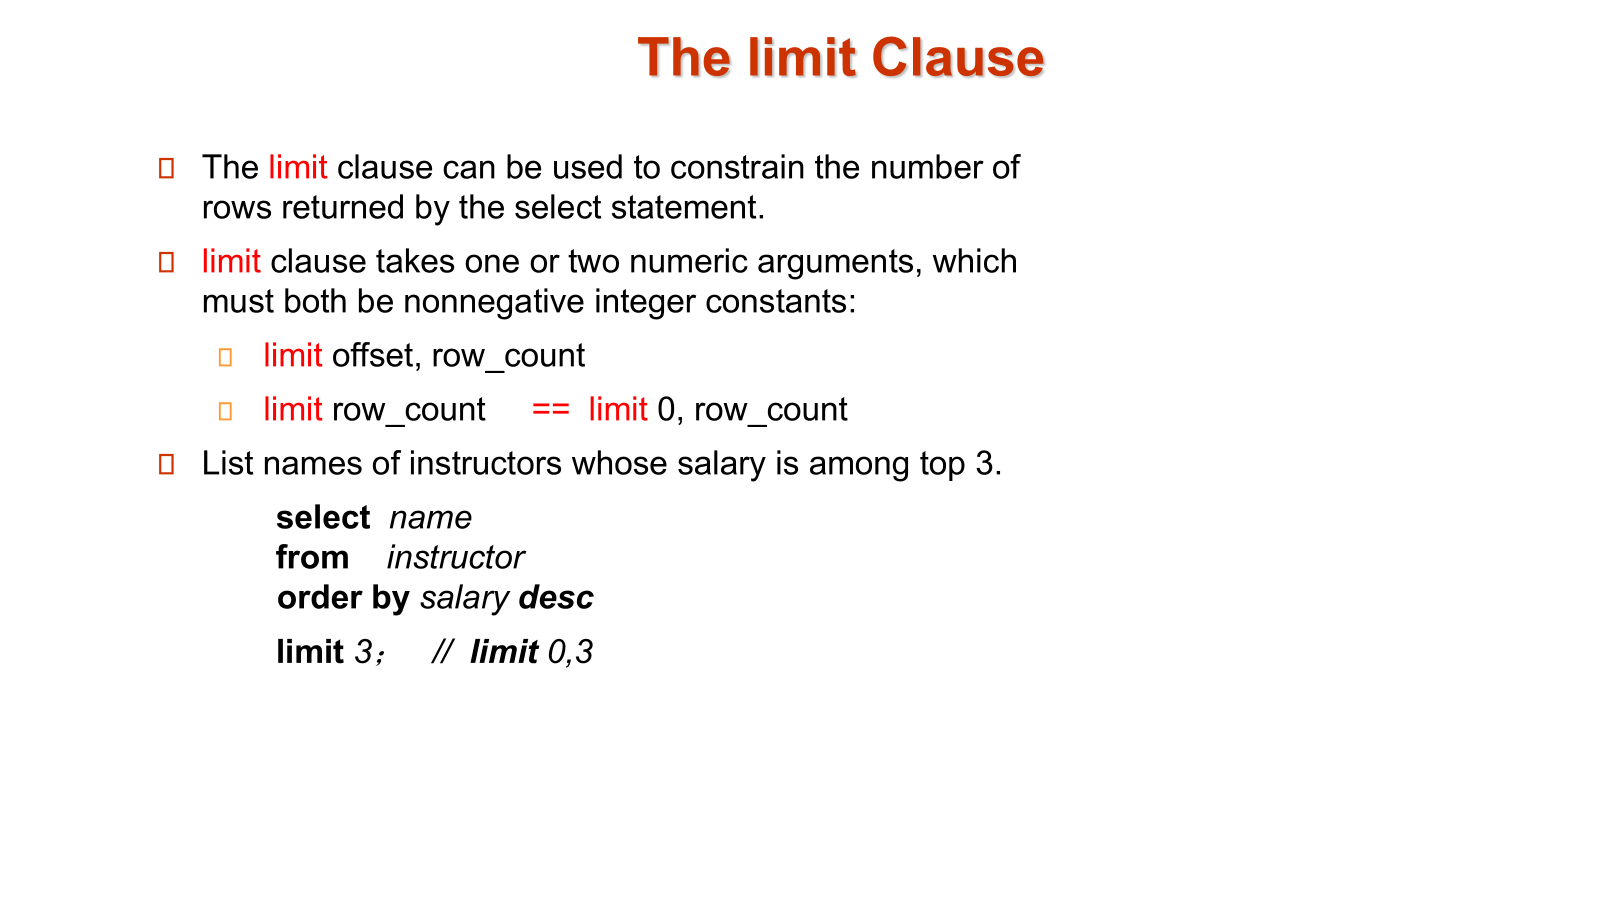 The limit Clause
The limit clause can be used to constrain the number of
rows returned by the select statement.
limit clause takes one or two numeric arguments, which
must both be nonnegative integer constants:
limit offset, row_count
limit row_count == limit 0, row_count
List names of instructors whose salary is among top 3.
select name
from instructor
order by salary desc
limit 3； // limit 0,3